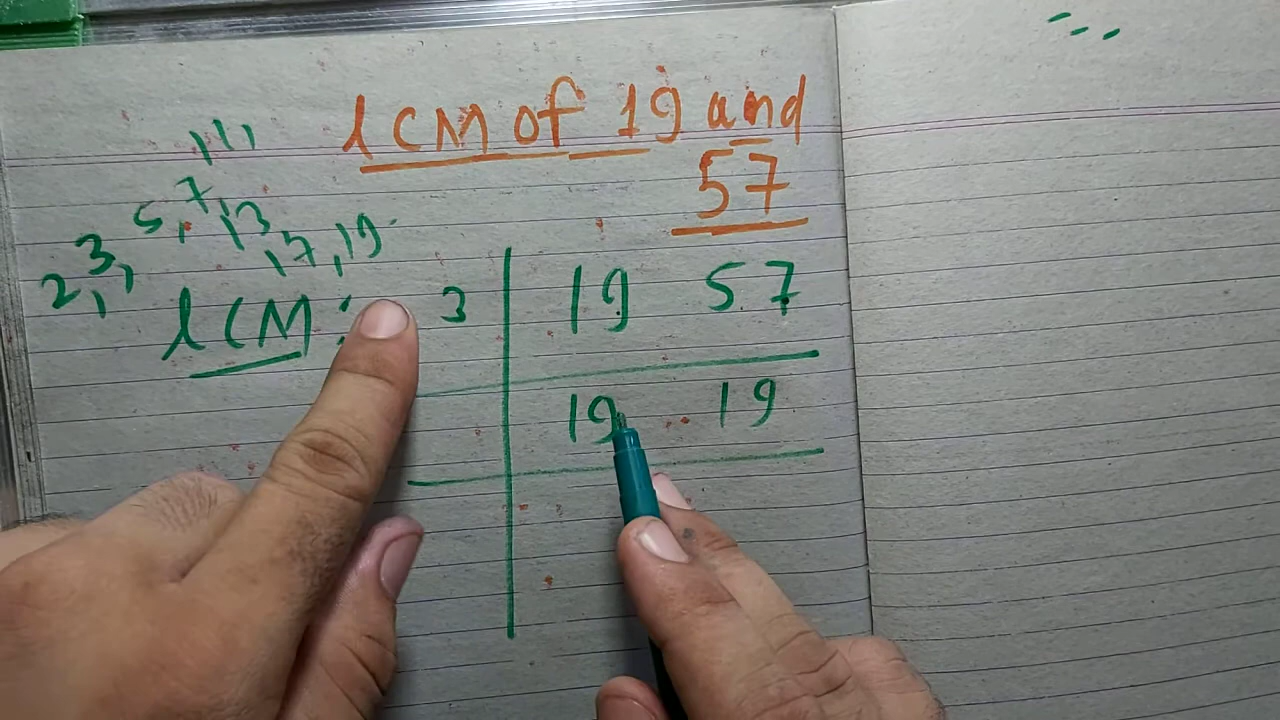 lCM of 19 and
57
2, 3, 5, 7, 11, 13
17, 19
lCM: 3 19 57
19 19